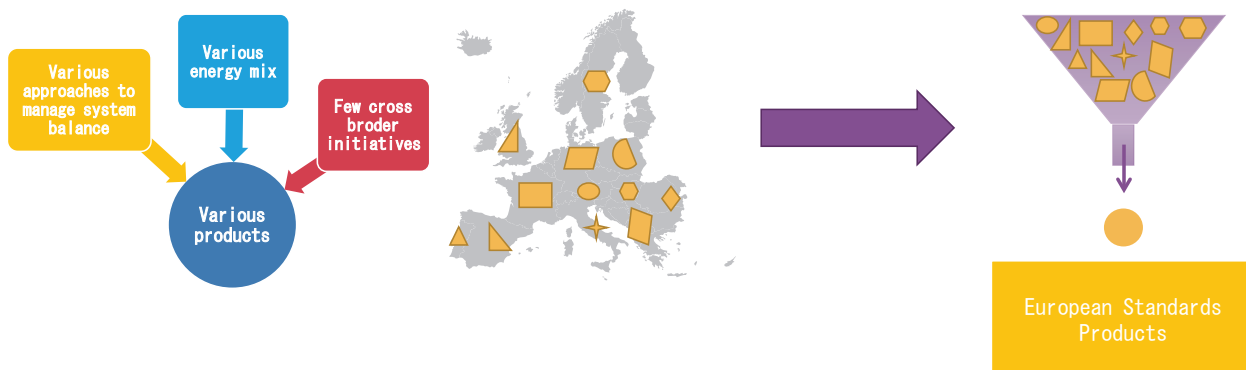 Various
approaches to
manage system
balance
Various
energy mix
Few cross
broder
initiatives
Various
products
European Standards
Products